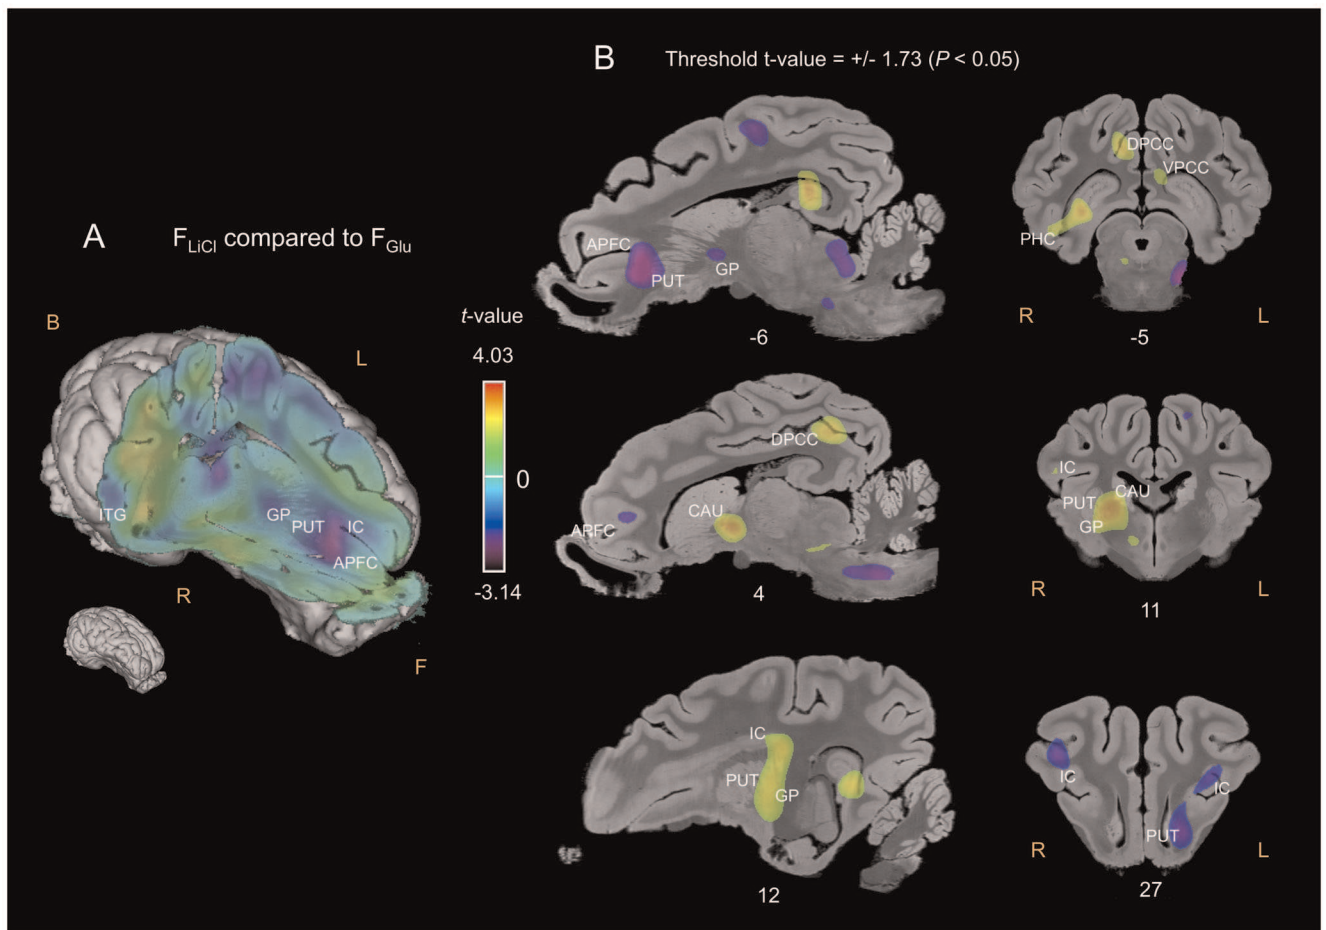 A
F_LiCl compared to F_Glu
B
L
ITG
GP
PUT
IC
APFC
R
F
t-value
4.03
0
-3.14
B
Threshold t-value = +/- 1.73 (P < 0.05)
APFC
PUT
GP
-6
DPCC
VPCC
PHC
R
L
-5
DPCC
CAU
APFC
4
IC
PUT
CAU
GP
R
L
11
IC
PUT
GP
12
IC
IC
PUT
R
L
27